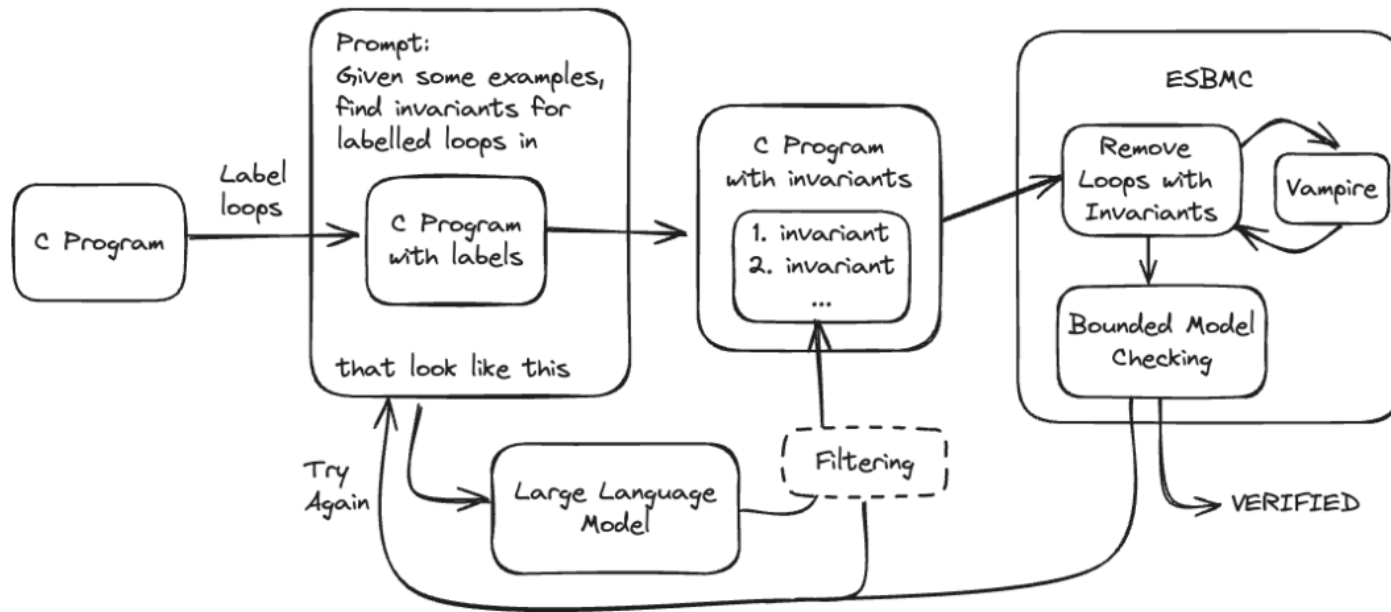 Prompt:
Given some examples,
find invariants for
labelled loops in
C Program
with labels
that look like this
C Program
Label
loops
C Program
with invariants
1. invariant
2. invariant
...
ESBMC
Remove
Loops with
Invariants
Vampire
Bounded Model
Checking
Try
Again
Large Language
Model
Filtering
VERIFIED